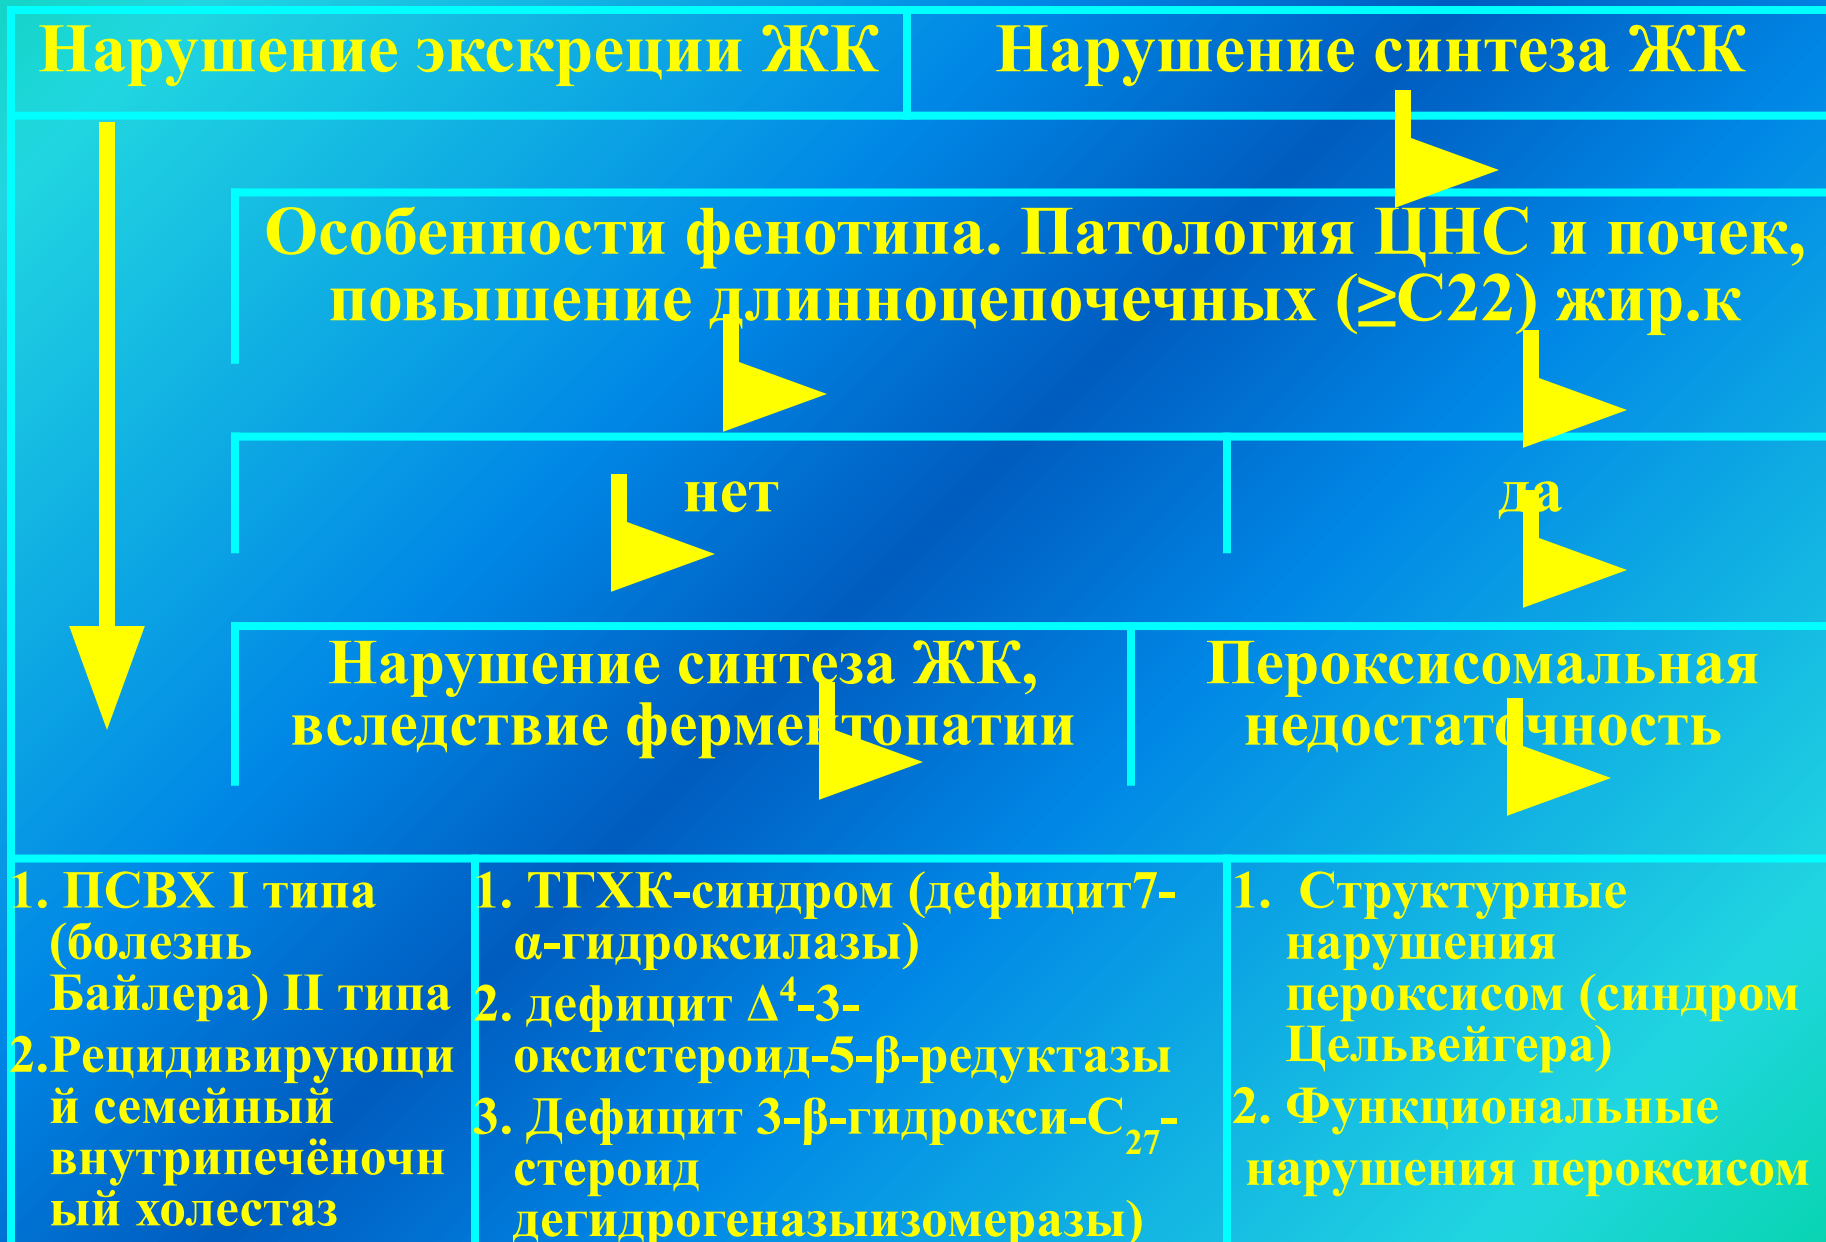 Нарушение экскреции ЖК
Нарушение синтеза ЖК
Особенности фенотипа. Патология ЦНС и почек,
повышение длинноцепочечных (≥С22) жир.к
нет
да
Нарушение синтеза ЖК,
вследствие ферментопатии
Пероксисомальная
недостаточность
1. ПСВХ I типа
(болезнь
Байлера) II типа
2.Рецидивирующи
й семейный
внутрипечёночн
ый холестаз
1. ТГХК-синдром (дефицит7-
α-гидроксилазы)
2. дефицит Δ⁴-3-
оксистероид-5-β-редуктазы
3. Дефицит 3-β-гидрокси-С₂₇-
стероид
дегидрогеназыизомеразы)
1. Структурные
нарушения
пероксисом (синдром
Цельвейгера)
2. Функциональные
нарушения пероксисом